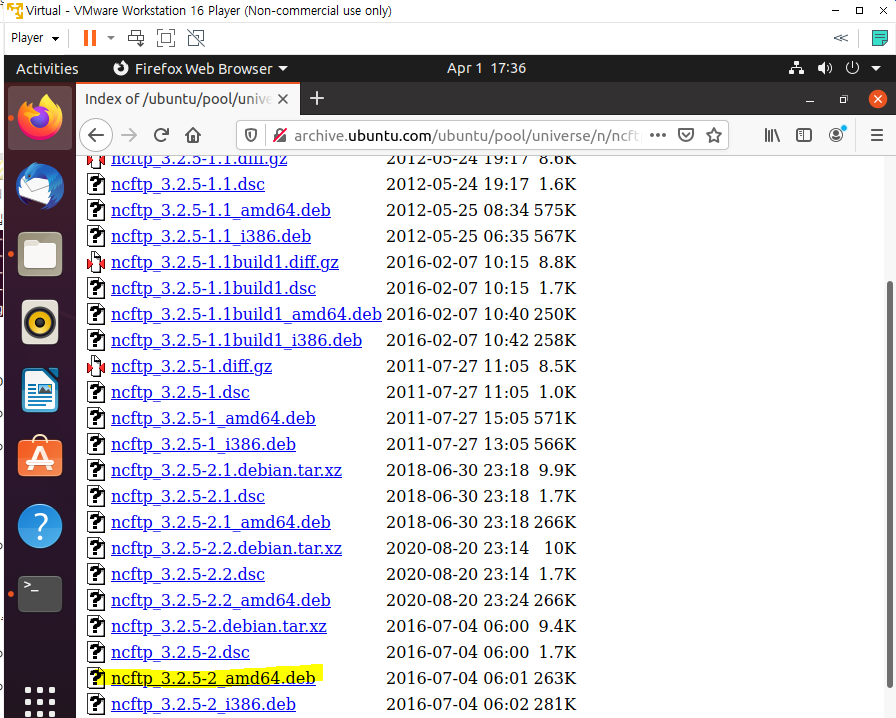 Virtual - VMware Workstation 16 Player (Non-commercial use only)
Player
Activities Firefox Web Browser Apr 1 17:36
Index of /ubuntu/pool/unive
archive.ubuntu.com/ubuntu/pool/universe/n/ncft
ncftp_3.2.5-1.1.diff.gz 2012-05-24 19:17 8.6K
ncftp_3.2.5-1.1.dsc 2012-05-24 19:17 1.6K
ncftp_3.2.5-1.1_amd64.deb 2012-05-25 08:34 575K
ncftp_3.2.5-1.1_i386.deb 2012-05-25 06:35 567K
ncftp_3.2.5-1.1build1.diff.gz 2016-02-07 10:15 8.8K
ncftp_3.2.5-1.1build1.dsc 2016-02-07 10:15 1.7K
ncftp_3.2.5-1.1build1_amd64.deb 2016-02-07 10:40 250K
ncftp_3.2.5-1.1build1_i386.deb 2016-02-07 10:42 258K
ncftp_3.2.5-1.diff.gz 2011-07-27 11:05 8.5K
ncftp_3.2.5-1.dsc 2011-07-27 11:05 1.0K
ncftp_3.2.5-1_amd64.deb 2011-07-27 15:05 571K
ncftp_3.2.5-1_i386.deb 2011-07-27 13:05 566K
ncftp_3.2.5-2.1.debian.tar.xz 2018-06-30 23:18 9.9K
ncftp_3.2.5-2.1.dsc 2018-06-30 23:18 1.7K
ncftp_3.2.5-2.1_amd64.deb 2018-06-30 23:18 266K
ncftp_3.2.5-2.2.debian.tar.xz 2020-08-20 23:14 10K
ncftp_3.2.5-2.2.dsc 2020-08-20 23:14 1.7K
ncftp_3.2.5-2.2_amd64.deb 2020-08-20 23:24 266K
ncftp_3.2.5-2.debian.tar.xz 2016-07-04 06:00 9.4K
ncftp_3.2.5-2.dsc 2016-07-04 06:00 1.7K
ncftp_3.2.5-2_amd64.deb 2016-07-04 06:01 263K
ncftp_3.2.5-2_i386.deb 2016-07-04 06:02 281K